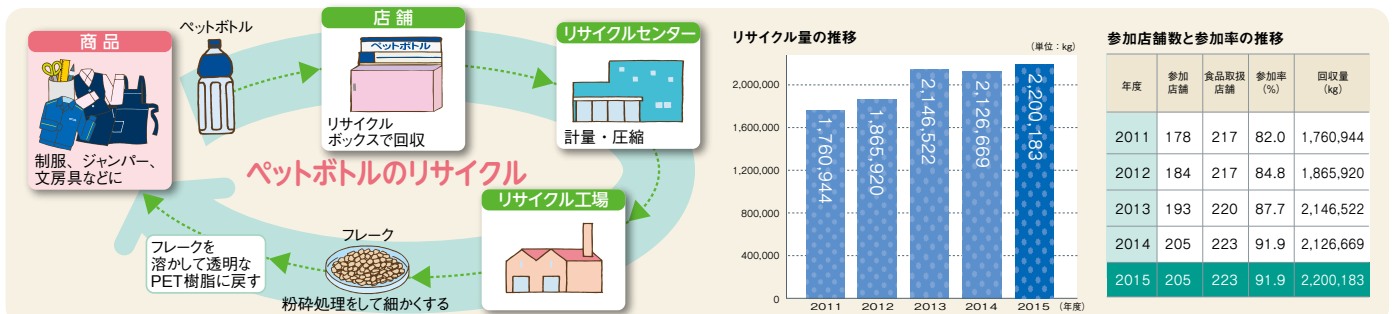 商品
制服、ジャンパー、
文房具などに
ペットボトル
店舗
ペットボトル
リサイクル
ボックスで回収
リサイクルセンター
計量・圧縮
ペットボトルのリサイクル
リサイクル工場
フレーク
粉砕処理をして細かくする
フレークを
溶かして透明な
PET樹脂に戻す
リサイクル量の推移
(単位:kg)
2,000,000
1,600,000
1,200,000
800,000
400,000
0
1,760,944
1,865,920
2,146,522
2,126,669
2,200,183
2011 2012 2013 2014 2015 (年度)
参加店舗数と参加率の推移
年度 参加店舗 食品取扱店舗 参加率(%) 回収量(kg)
2011 178 217 82.0 1,760,944
2012 184 217 84.8 1,865,920
2013 193 220 87.7 2,146,522
2014 205 223 91.9 2,126,669
2015 205 223 91.9 2,200,183